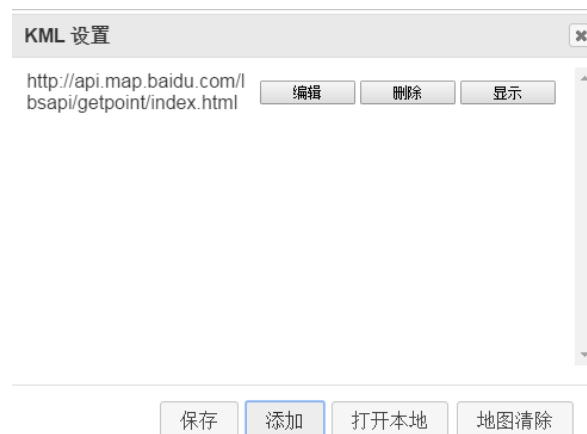 KML 设置
http://api.map.baidu.com/l
bsapi/getpoint/index.html
编辑 删除 显示
保存 添加 打开本地 地图清除